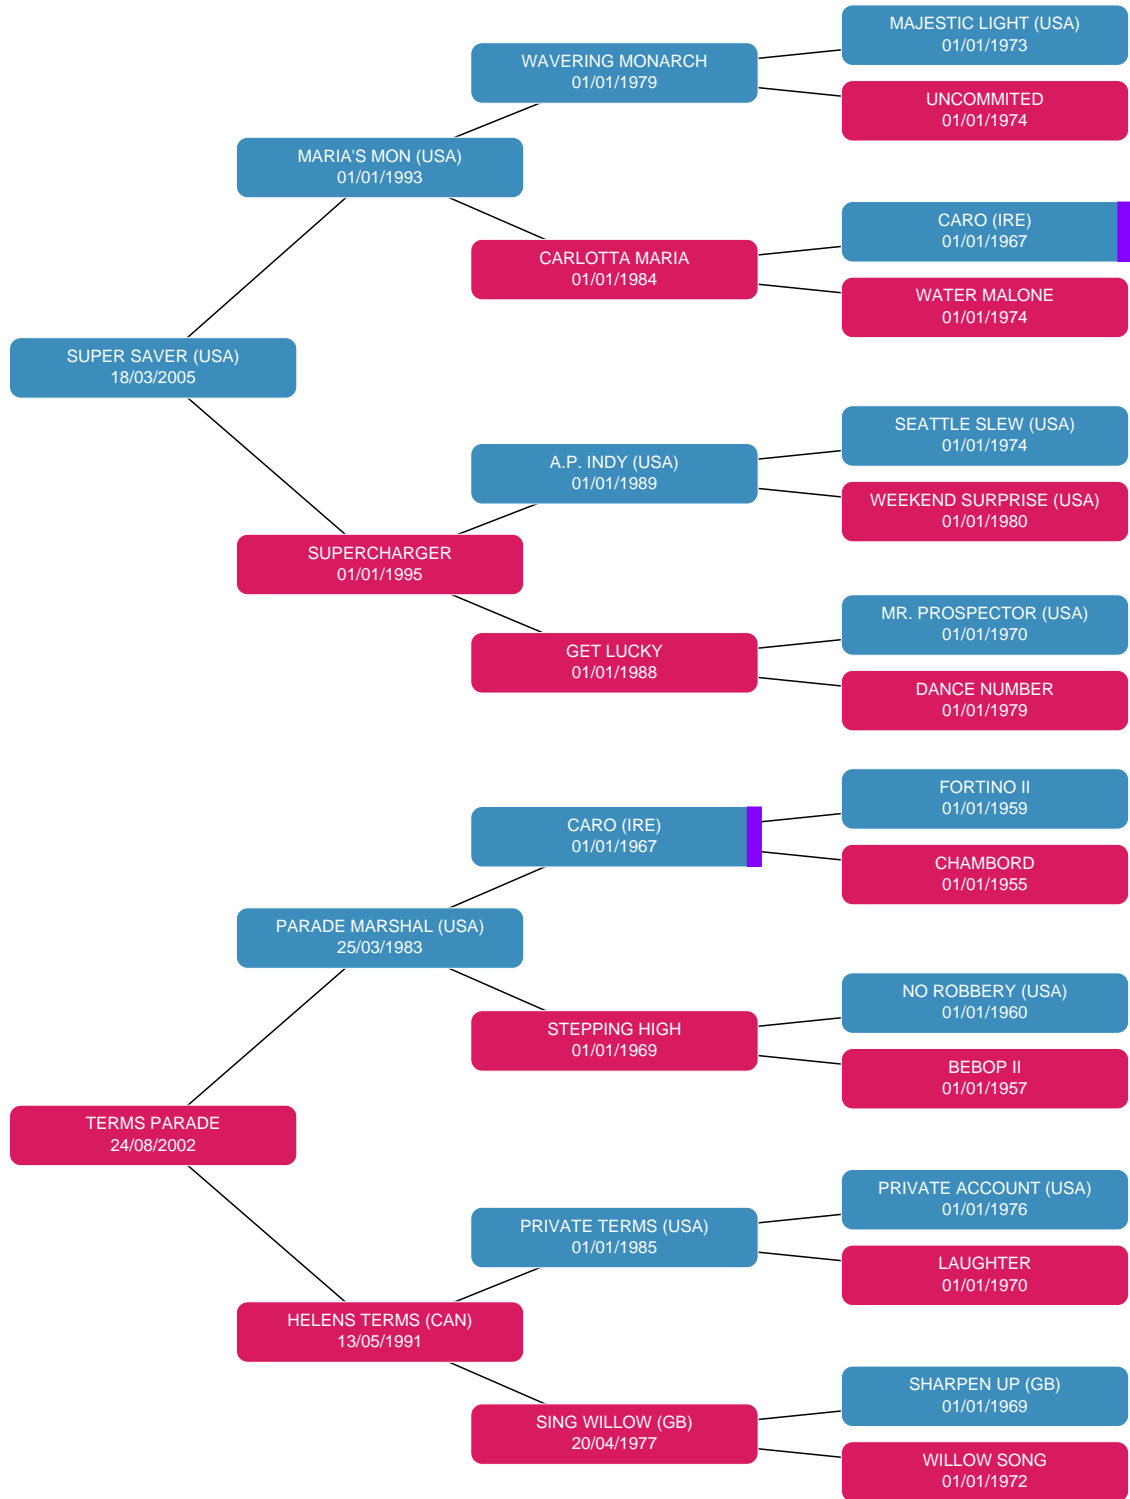 MAJESTIC LIGHT (USA)
01/01/1973
WAVERING MONARCH
01/01/1979
UNCOMMITED
01/01/1974
MARIA'S MON (USA)
01/01/1993
CARO (IRE)
01/01/1967
CARLOTTA MARIA
01/01/1984
WATER MALONE
01/01/1974
SUPER SAVER (USA)
18/03/2005
SEATTLE SLEW (USA)
01/01/1974
A.P. INDY (USA)
01/01/1989
WEEKEND SURPRISE (USA)
01/01/1980
SUPERCHARGER
01/01/1995
MR. PROSPECTOR (USA)
01/01/1970
GET LUCKY
01/01/1988
DANCE NUMBER
01/01/1979
FORTINO II
01/01/1959
CARO (IRE)
01/01/1967
CHAMBORD
01/01/1955
PARADE MARSHAL (USA)
25/03/1983
NO ROBBERY (USA)
01/01/1960
STEPPING HIGH
01/01/1969
BEBOP II
01/01/1957
TERMS PARADE
24/08/2002
PRIVATE ACCOUNT (USA)
01/01/1976
PRIVATE TERMS (USA)
01/01/1985
LAUGHTER
01/01/1970
HELENS TERMS (CAN)
13/05/1991
SHARPEN UP (GB)
01/01/1969
SING WILLOW (GB)
20/04/1977
WILLOW SONG
01/01/1972